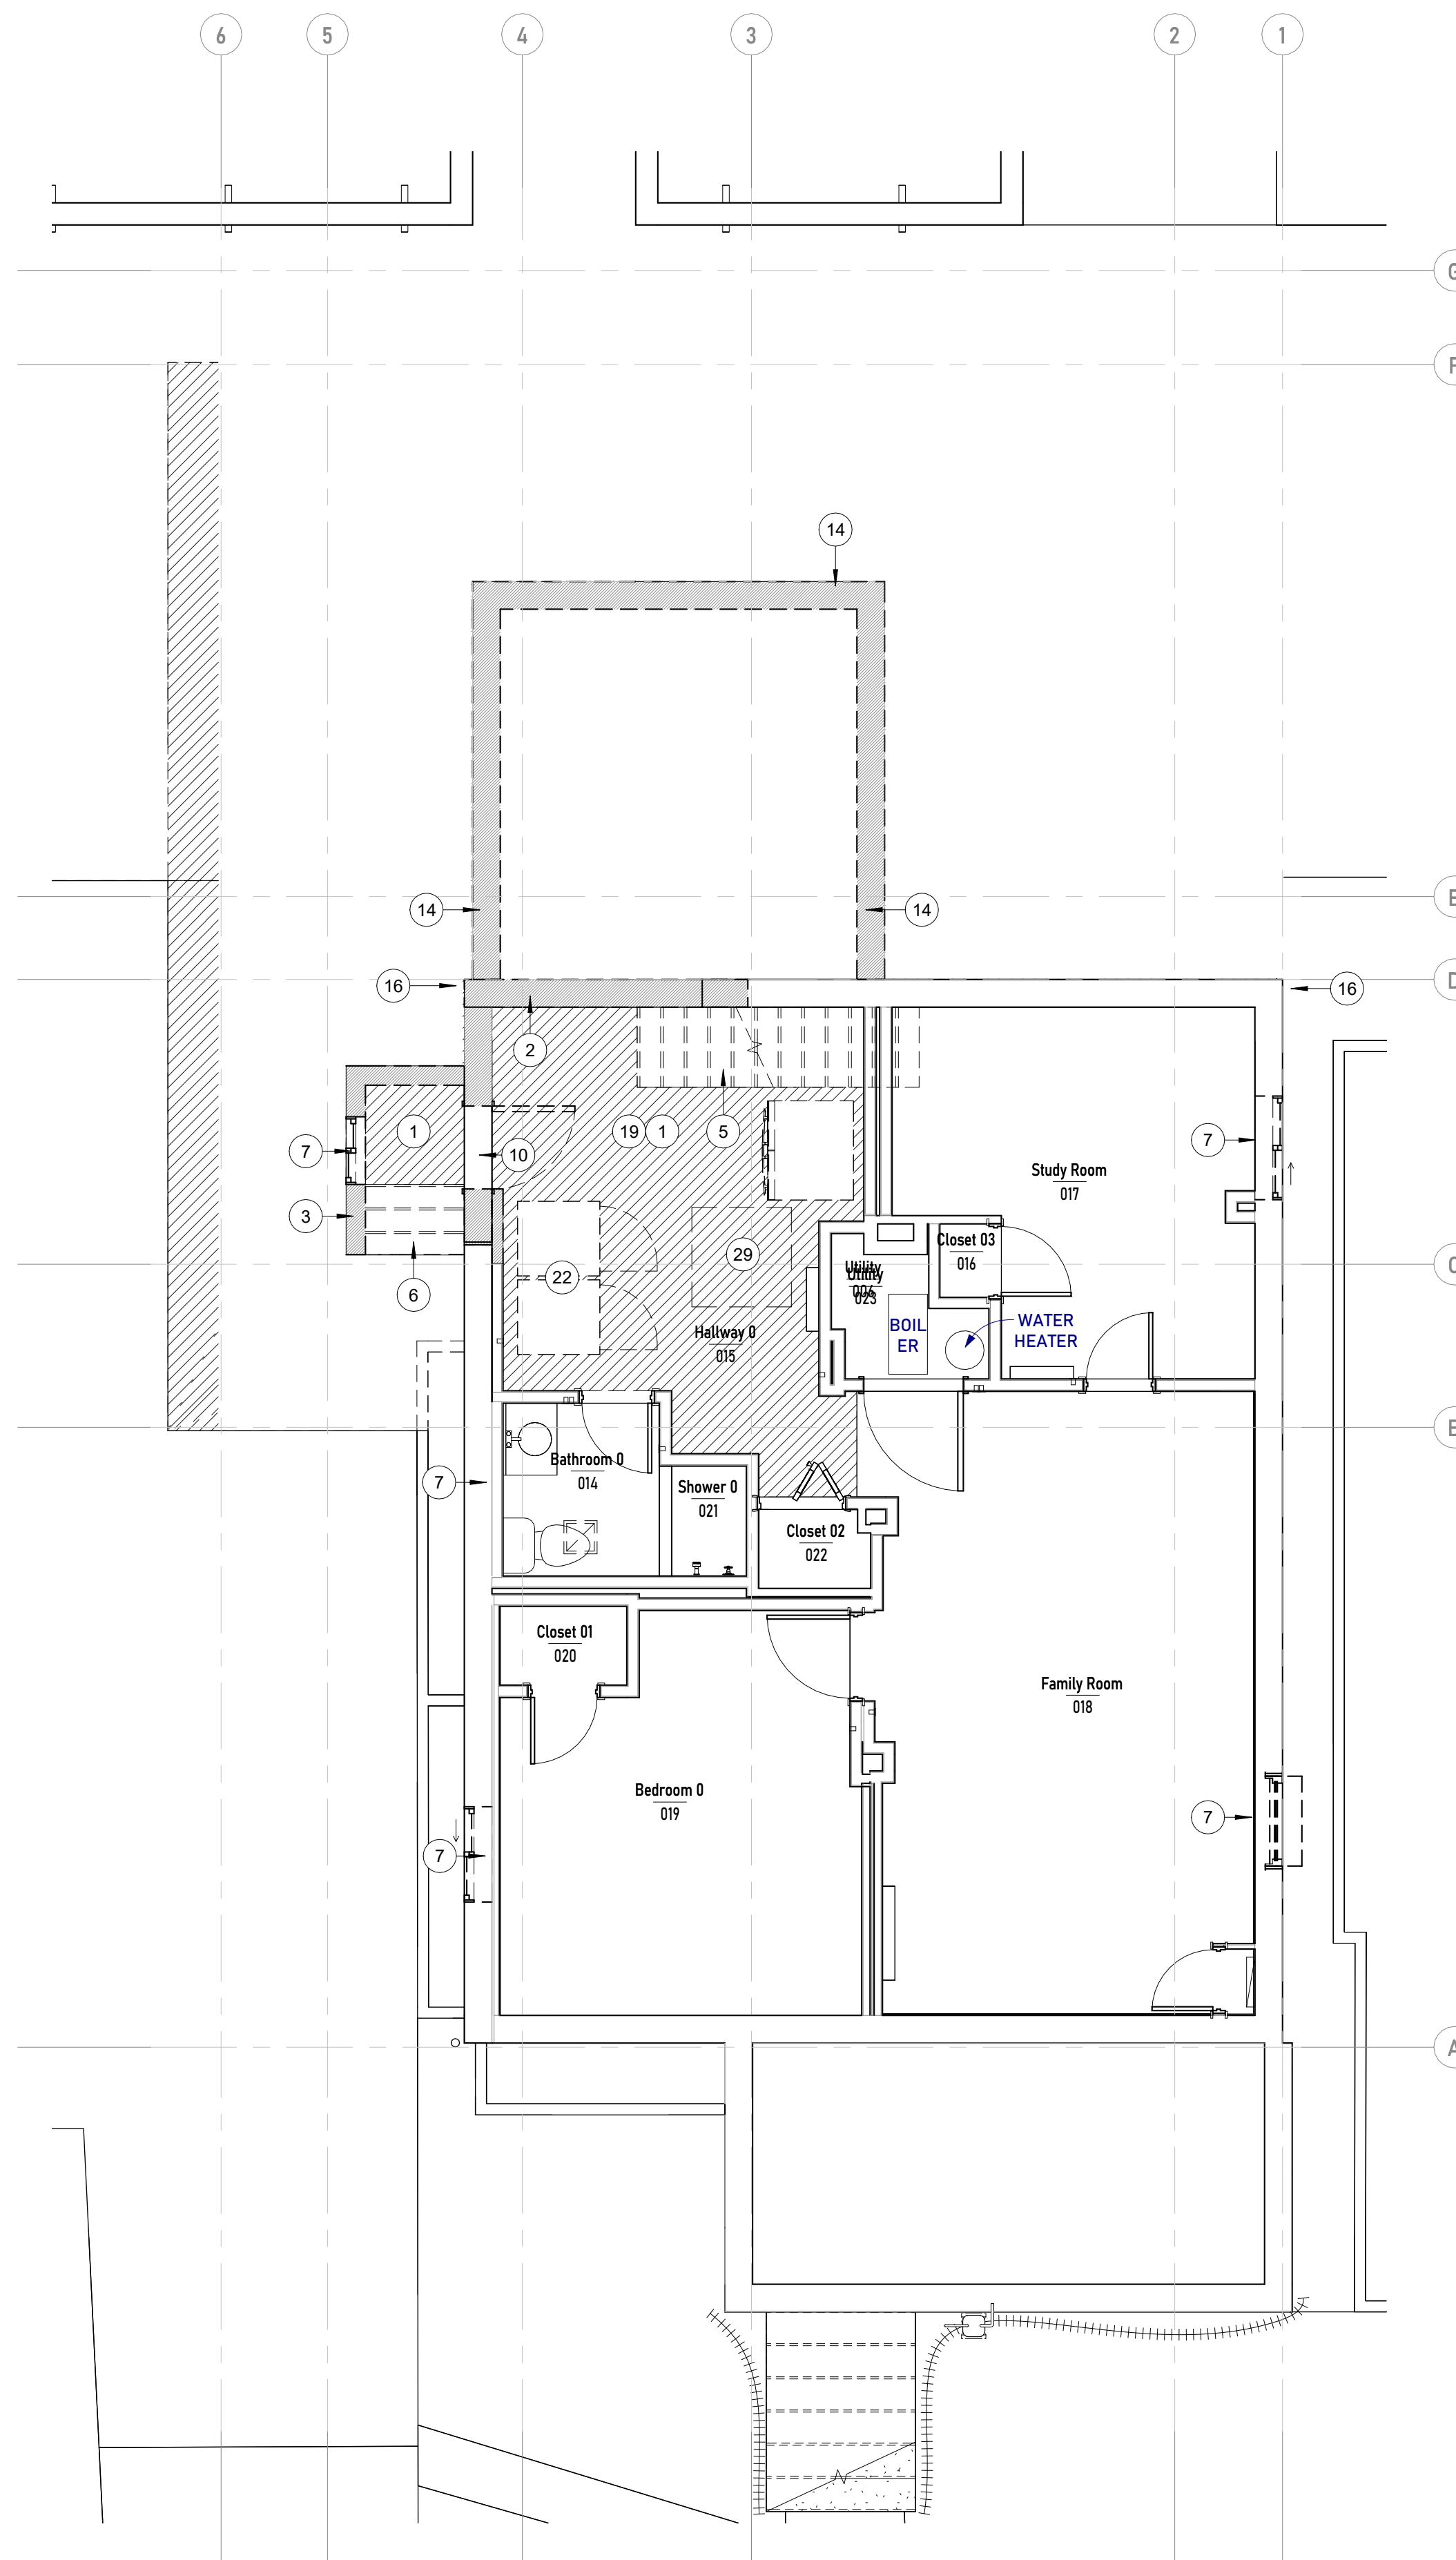 6 5 4 3 2 1
G
F
14
14 14
E
16 16
D
2
7 1 10 19 1 5 7
Study Room
017
3
Closet 03
016
29
22
C
6
Utility
006
Utility
023
BOIL
ER
WATER
HEATER
Hallway 0
015
B
7
Bathroom 0
014
Shower 0
021
Closet 02
022
Closet 01
020
Family Room
018
Bedroom 0
019
7
7
A